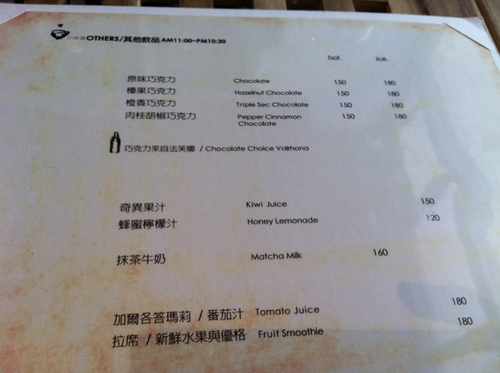 OTHERS/其他飲品 AM11:00~PM10:30
hot ice
原味巧克力 Chocolate 150 180
榛果巧克力 Hazelnut Chocolate 150 180
橙香巧克力 Triple Sec Chocolate 150 180
肉桂胡椒巧克力 Pepper Cinnamon 150 180
Chocolate
巧克力來自法芙娜 / Chocolate Choice Valrhona
奇異果汁 Kiwi Juice 150
蜂蜜檸檬汁 Honey Lemonade 120
抹茶牛奶 Matcha Milk 160
加爾各答瑪莉 / 番茄汁 Tomato Juice 180
拉席 / 新鮮水果與優格 Fruit Smoothie 180